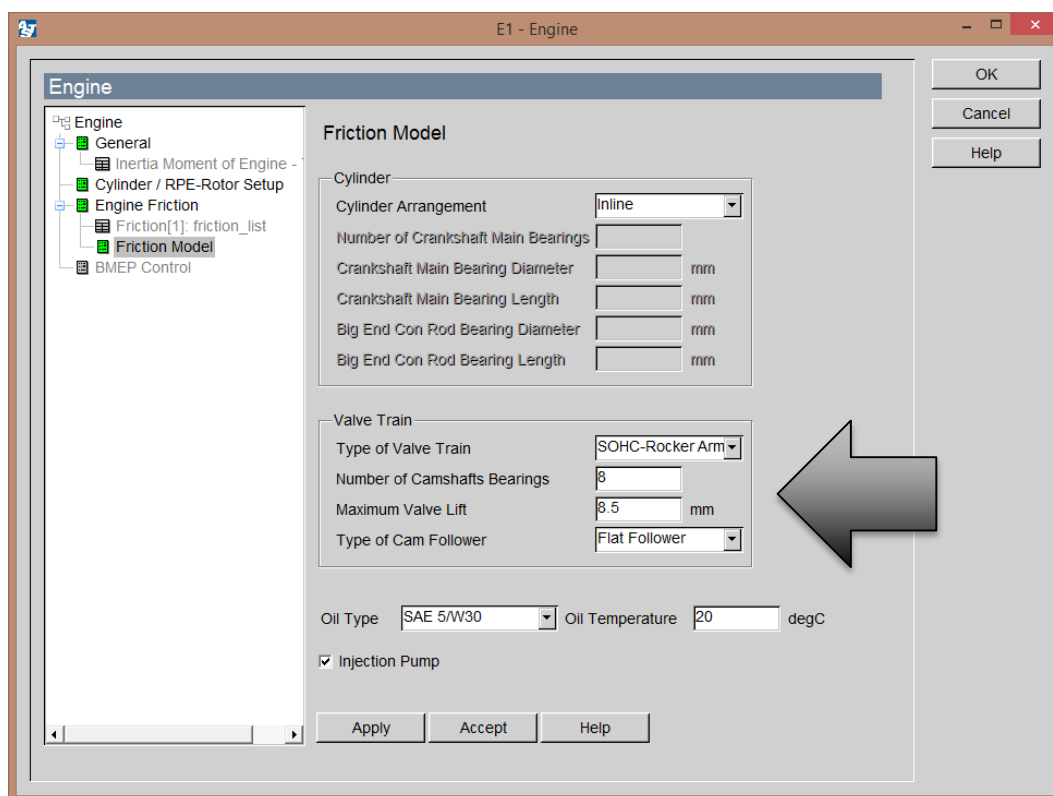 E1 - Engine
Engine
OK
Cancel
Help
Engine
General
Inertia Moment of Engine -
Cylinder / RPE-Rotor Setup
Engine Friction
Friction[1]: friction_list
Friction Model
BMEP Control
Friction Model
Cylinder
Cylinder Arrangement Inline
Number of Crankshaft Main Bearings
Crankshaft Main Bearing Diameter mm
Crankshaft Main Bearing Length mm
Big End Con Rod Bearing Diameter mm
Big End Con Rod Bearing Length mm
Valve Train
Type of Valve Train SOHC-Rocker Arm
Number of Camshafts Bearings 8
Maximum Valve Lift 8.5 mm
Type of Cam Follower Flat Follower
Oil Type SAE 5/W30 Oil Temperature 20 degC
Injection Pump
Apply Accept Help